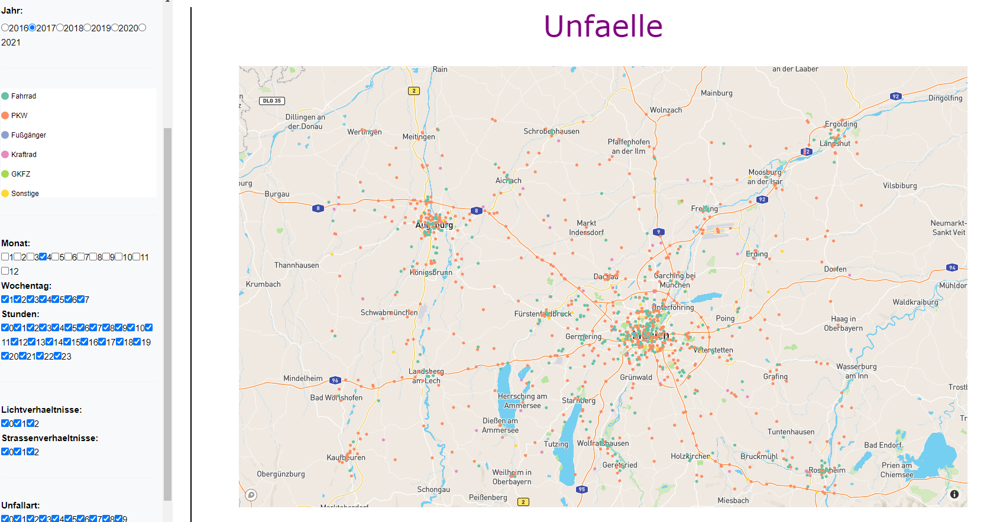 Jahr:
2016 2017 2018 2019 2020
2021
Fahrrad
PKW
Fußgänger
Kraftrad
GKFZ
Sonstige
Monat:
1 2 3 4 5 6 7 8 9 10 11
12
Wochentag:
1 2 3 4 5 6 7
Stunden:
0 1 2 3 4 5 6 7 8 9 10
11 12 13 14 15 16 17 18 19
20 21 22 23
Lichtverhaeltnisse:
0 1 2
Strassenverhaeltnisse:
0 1 2
Unfallart:
0 1 2 3 4 5 6 7 8 9
Unfaelle
Rain
an der Laaber
2
Mainburg
92
Dingolfing
DLG 35
Wolnzach
Dillingen an
der Donau
Wertingen
Meitingen
Schrobenhausen
Ergolding
Landshut
Pfaffenhofen
an der Ilm
92
Moosburg
an der Isar
Aichach
Vilsbiburg
Burgau
8
8
92
Freising
Augsburg
Markt
Indersdorf
9
Neumarkt-
Sankt Veit
Erding
Thannhausen
Königsbrunn
Dachau
Garching bei
München
Dorfen
94
Krumbach
Mühldor
Schwabmünchen
Fürstenfeldbruck
Unterföhring
Waldkraiburg
Poing
Haag in
Oberbayern
Germering
München
Vaterstetten
Mindelheim
96
Landsberg
am Lech
Grünwald
Grafing
Wasserburg
am Inn
Bad Wörishofen
Herrsching am
Ammersee
Starnberg
Trostb
Dießen am
Ammersee
Tuntenhausen
Tutzing
Wolfratshausen
Bad Endorf
Kaufbeuren
Holzkirchen
Bruckmühl
Geretsried
Rosenheim
Prien am
Chiemsee
Obergünzburg
Weilheim in
Oberbayern
Schongau
95
Peißenberg
2
Miesbach
Marktoberdorf